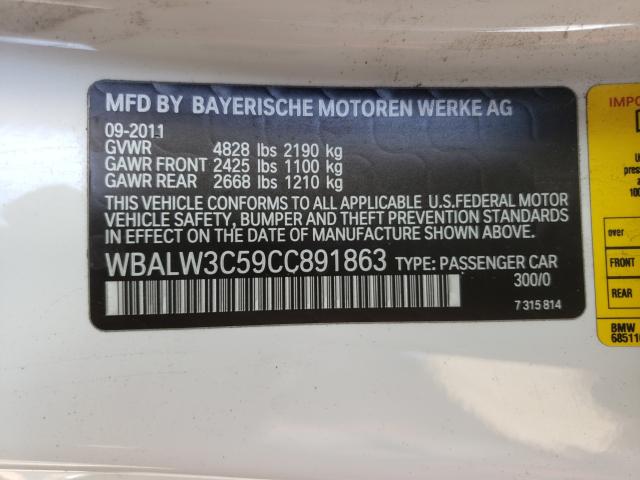 MFD BY BAYERISCHE MOTOREN WERKE AG
09-2011
GVWR 4828 lbs 2190 kg
GAWR FRONT 2425 lbs 1100 kg
GAWR REAR 2668 lbs 1210 kg
THIS VEHICLE CONFORMS TO ALL APPLICABLE U.S.FEDERAL MOTOR
VEHICLE SAFETY, BUMPER AND THEFT PREVENTION STANDARDS
IN EFFECT ON THE DATE OF MANUFACTURE SHOWN ABOVE.
WBALW3C59CC891863 TYPE: PASSENGER CAR
300/0
7 315 814
over
FRONT
REAR
BMW